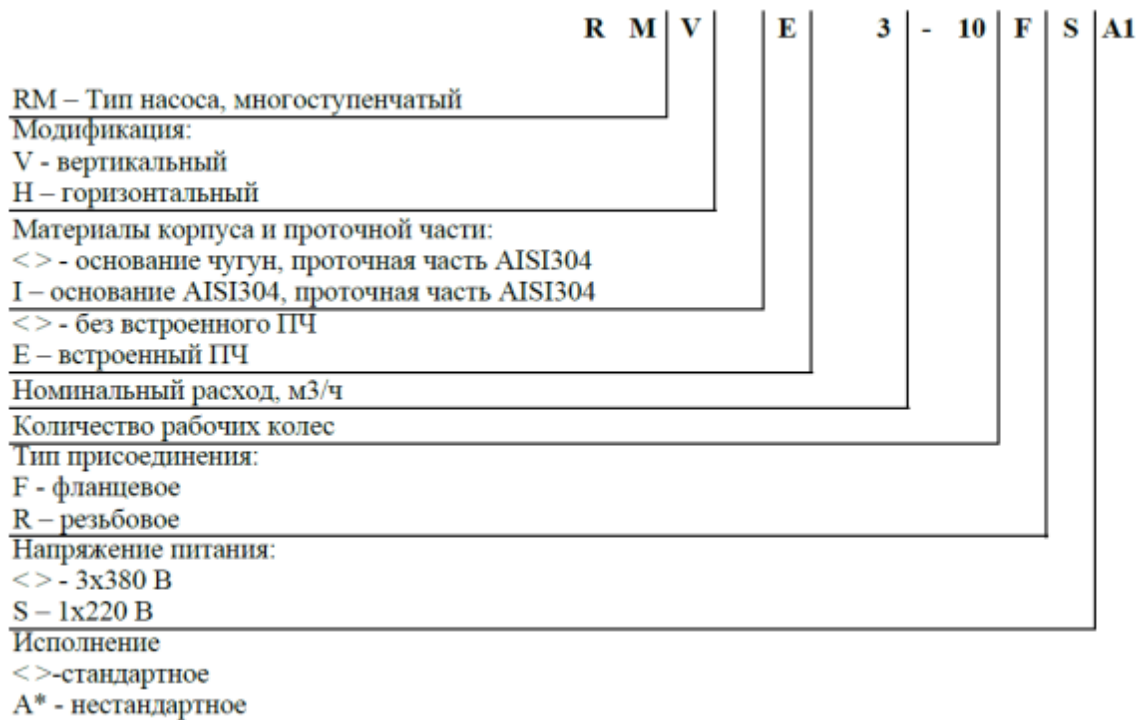 R M V E 3 - 10 F S A1
RM – Тип насоса, многоступенчатый
Модификация:
V - вертикальный
H – горизонтальный
Материалы корпуса и проточной части:
< > - основание чугун, проточная часть AISI304
I – основание AISI304, проточная часть AISI304
< > - без встроенного ПЧ
E – встроенный ПЧ
Номинальный расход, м3/ч
Количество рабочих колес
Тип присоединения:
F - фланцевое
R – резьбовое
Напряжение питания:
< > - 3x380 В
S – 1x220 В
Исполнение
< >-стандартное
A* - нестандартное